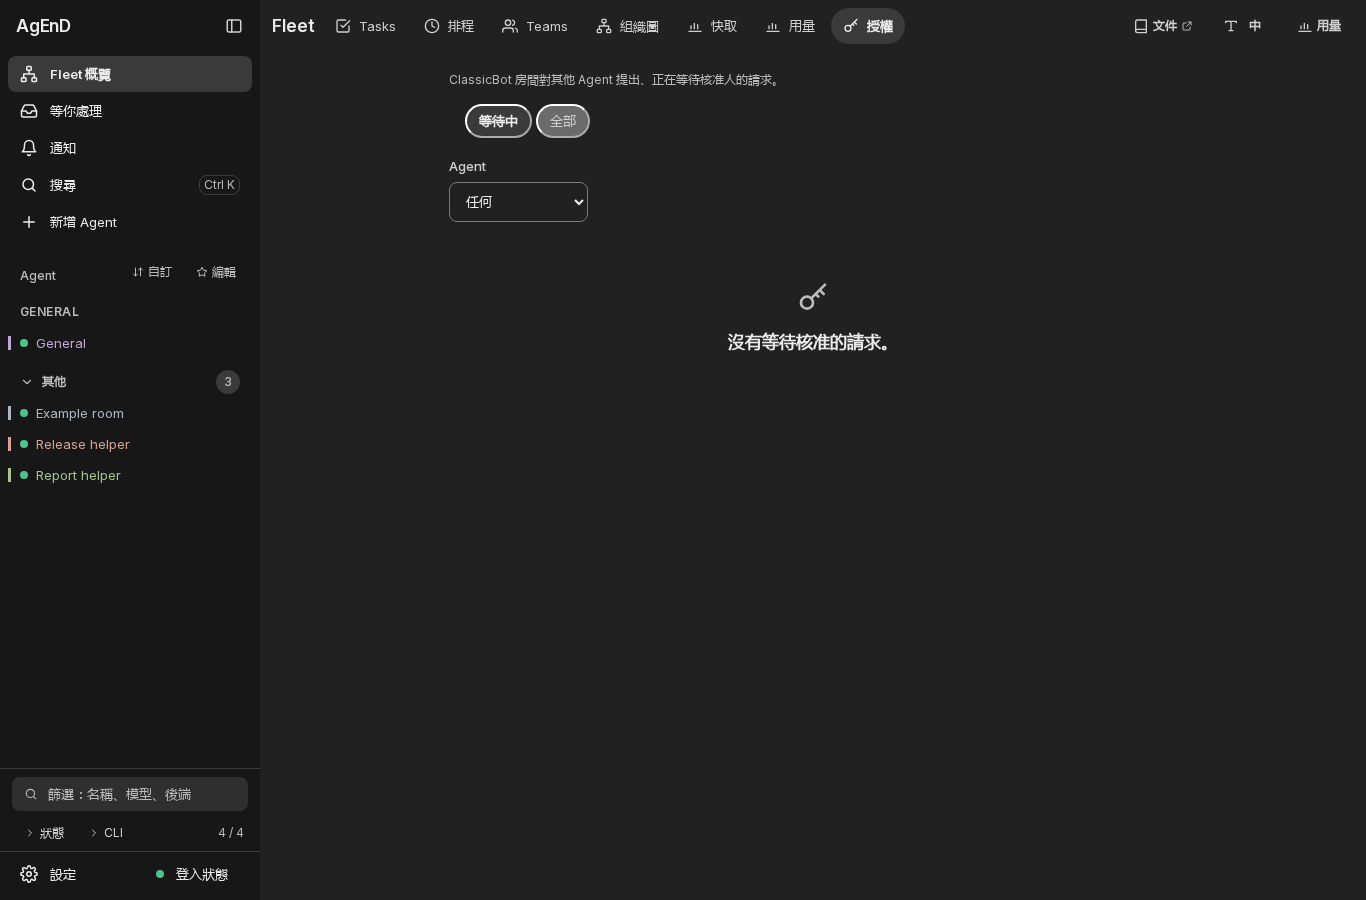 AgEnD
Fleet 概覽
等你處理
通知
搜尋 Ctrl K
新增 Agent
Agent 自訂 編輯
GENERAL
General
其他 3
Example room
Release helper
Report helper
篩選：名稱、模型、後端
狀態 CLI 4 / 4
設定 登入狀態
Fleet Tasks 排程 Teams 組織圖 快取 用量 授權 文件 中 用量
ClassicBot 房間對其他 Agent 提出、正在等待核准人的請求。
等待中 全部
Agent
任何
沒有等待核准的請求。